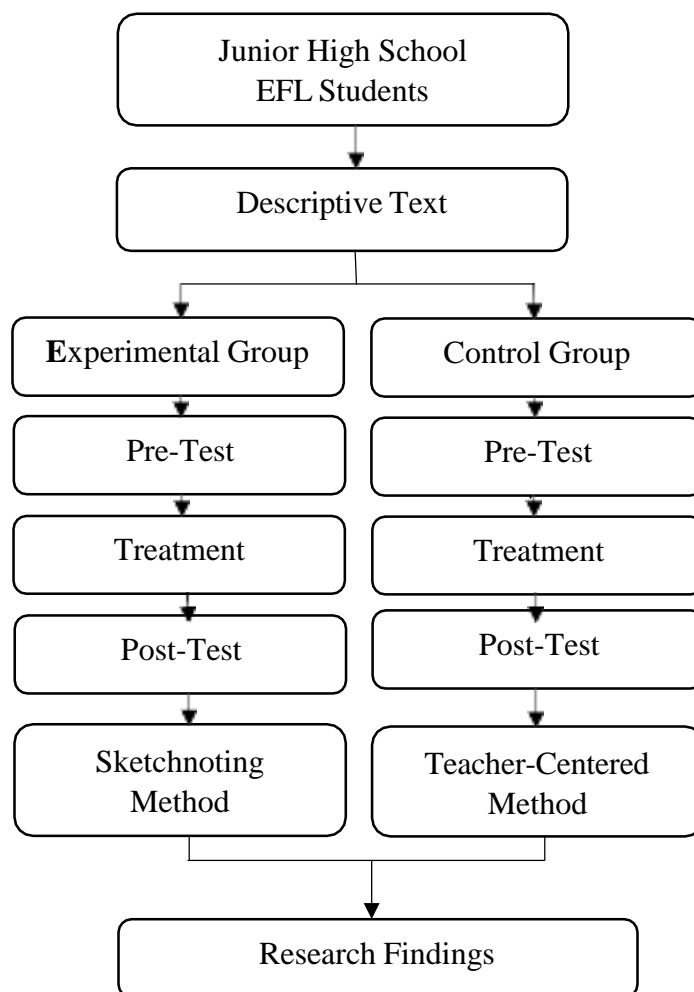 Junior High School
EFL Students
Descriptive Text
Experimental Group
Control Group
Pre-Test
Pre-Test
Treatment
Treatment
Post-Test
Post-Test
Sketchnoting
Method
Teacher-Centered
Method
Research Findings